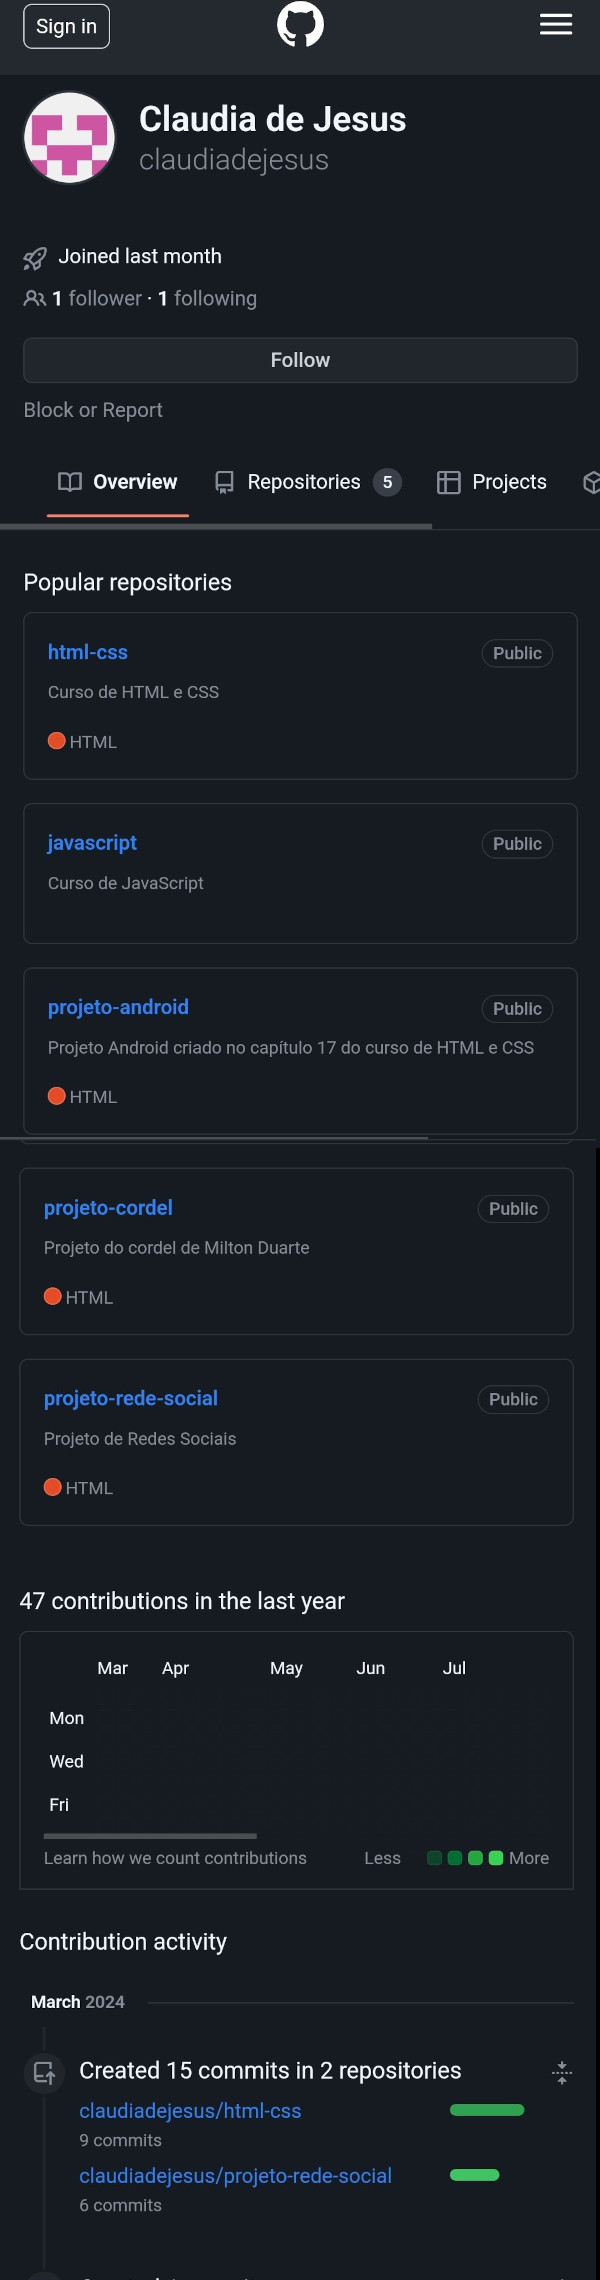 Sign in
Claudia de Jesus
claudiadejesus
Joined last month
1 follower · 1 following
Follow
Block or Report
Overview Repositories 5 Projects
Popular repositories
html-css Public
Curso de HTML e CSS
HTML
javascript Public
Curso de JavaScript
projeto-android Public
Projeto Android criado no capítulo 17 do curso de HTML e CSS
HTML
projeto-cordel Public
Projeto do cordel de Milton Duarte
HTML
projeto-rede-social Public
Projeto de Redes Sociais
HTML
47 contributions in the last year
Mar Apr May Jun Jul
Mon
Wed
Fri
Learn how we count contributions Less More
Contribution activity
March 2024
Created 15 commits in 2 repositories
claudiadejesus/html-css
9 commits
claudiadejesus/projeto-rede-social
6 commits